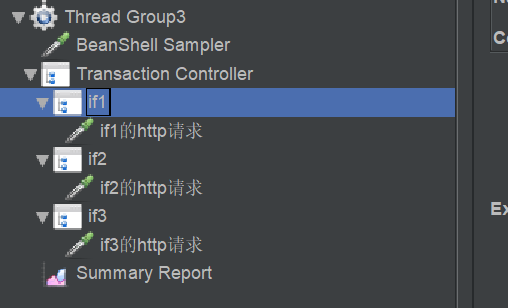 Thread Group3
BeanShell Sampler
Transaction Controller
if1
if1的http请求
if2
if2的http请求
if3
if3的http请求
Summary Report